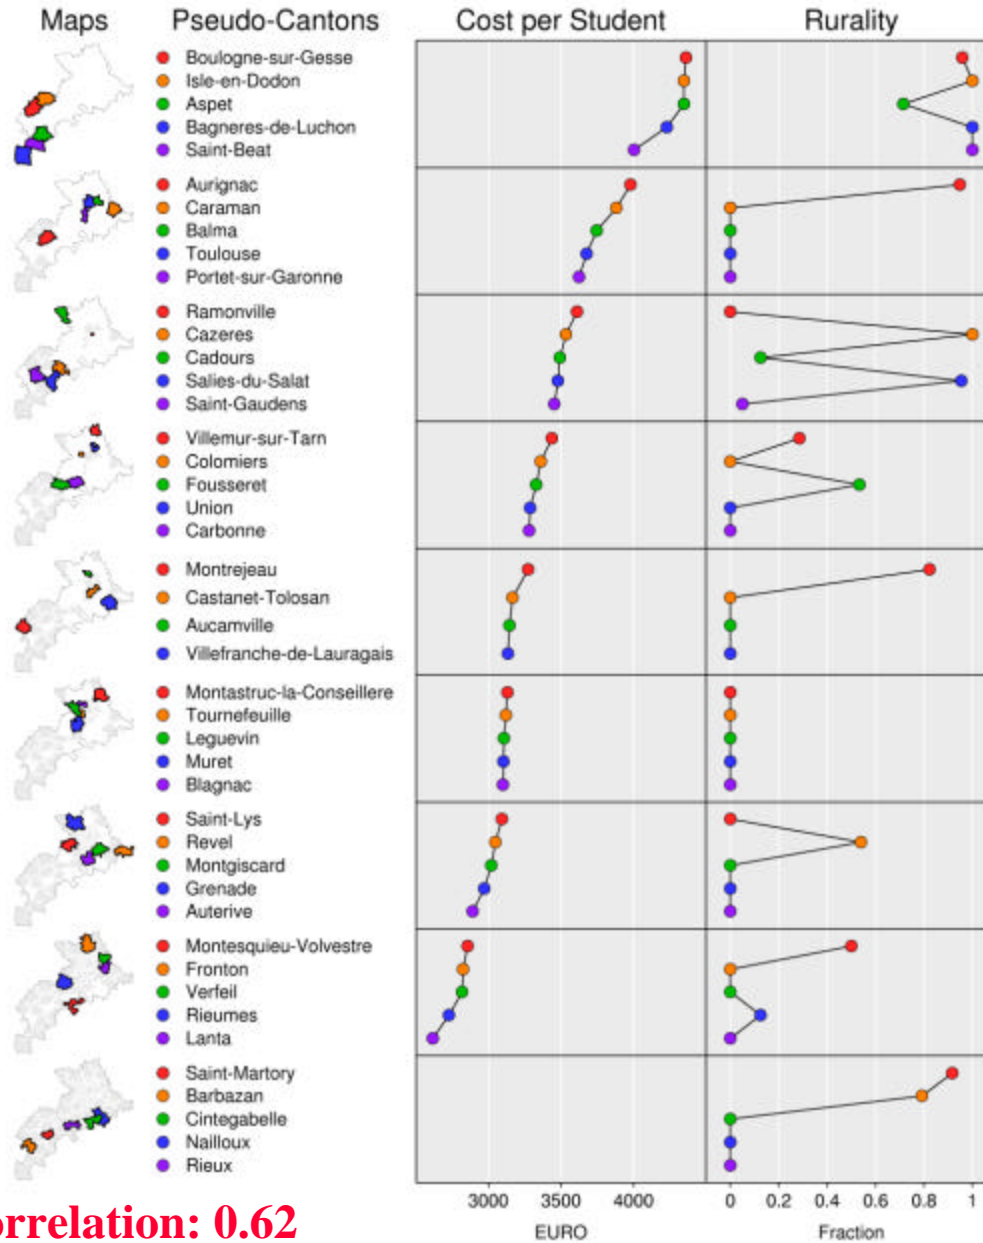 Maps Pseudo-Cantons Cost per Student Rurality
Boulogne-sur-Gesse
Isle-en-Dodon
Aspet
Bagneres-de-Luchon
Saint-Beat
Aurignac
Caraman
Balma
Toulouse
Portet-sur-Garonne
Ramonville
Cazeres
Cadours
Salies-du-Salat
Saint-Gaudens
Villemur-sur-Tarn
Colomiers
Fousseret
Union
Carbonne
Montrejeau
Castanet-Tolosan
Aucamville
Villefranche-de-Lauragais
Montastruc-la-Conseillere
Tournefeuille
Leguevin
Muret
Blagnac
Saint-Lys
Revel
Montgiscard
Grenade
Auterive
Montesquieu-Volvestre
Fronton
Verfeil
Rieumes
Lanta
Saint-Martory
Barbazan
Cintegabelle
Nailloux
Rieux
3000 3500 4000 0 0.2 0.4 0.6 0.8 1
orrelation: 0.62
EURO Fraction